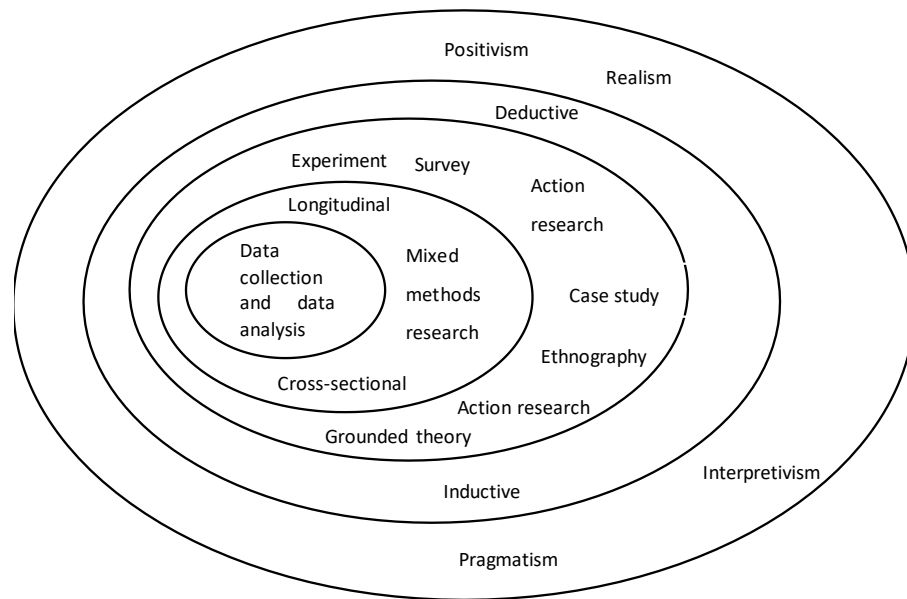 Positivism
Realism
Deductive
Experiment
Survey
Action
research
Longitudinal
Data
collection
and data
analysis
Mixed
methods
research
Case study
Ethnography
Cross-sectional
Action research
Grounded theory
Interpretivism
Inductive
Pragmatism